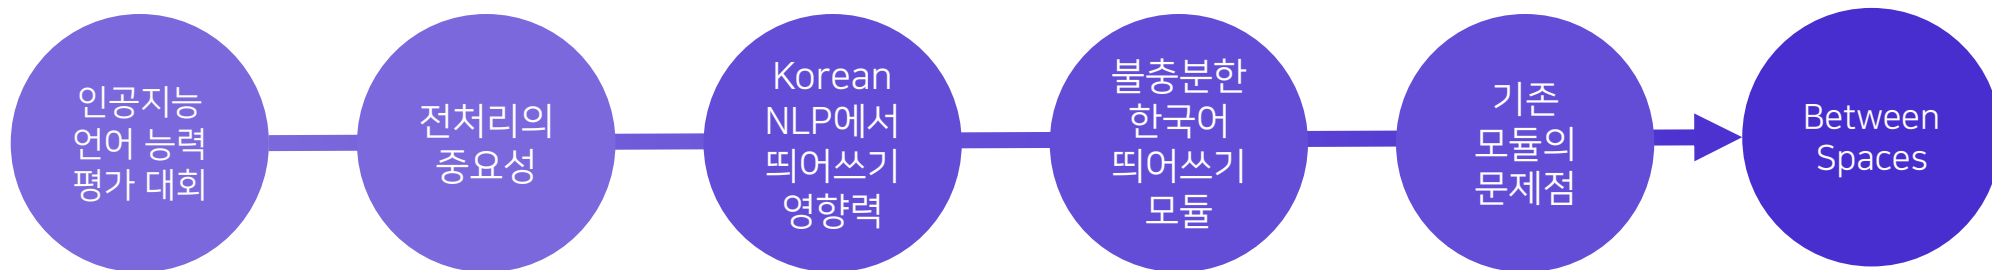 인공지능
언어 능력
평가 대회
전처리의
중요성
Korean
NLP에서
띄어쓰기
영향력
불충분한
한국어
띄어쓰기
모듈
기존
모듈의
문제점
Between
Spaces